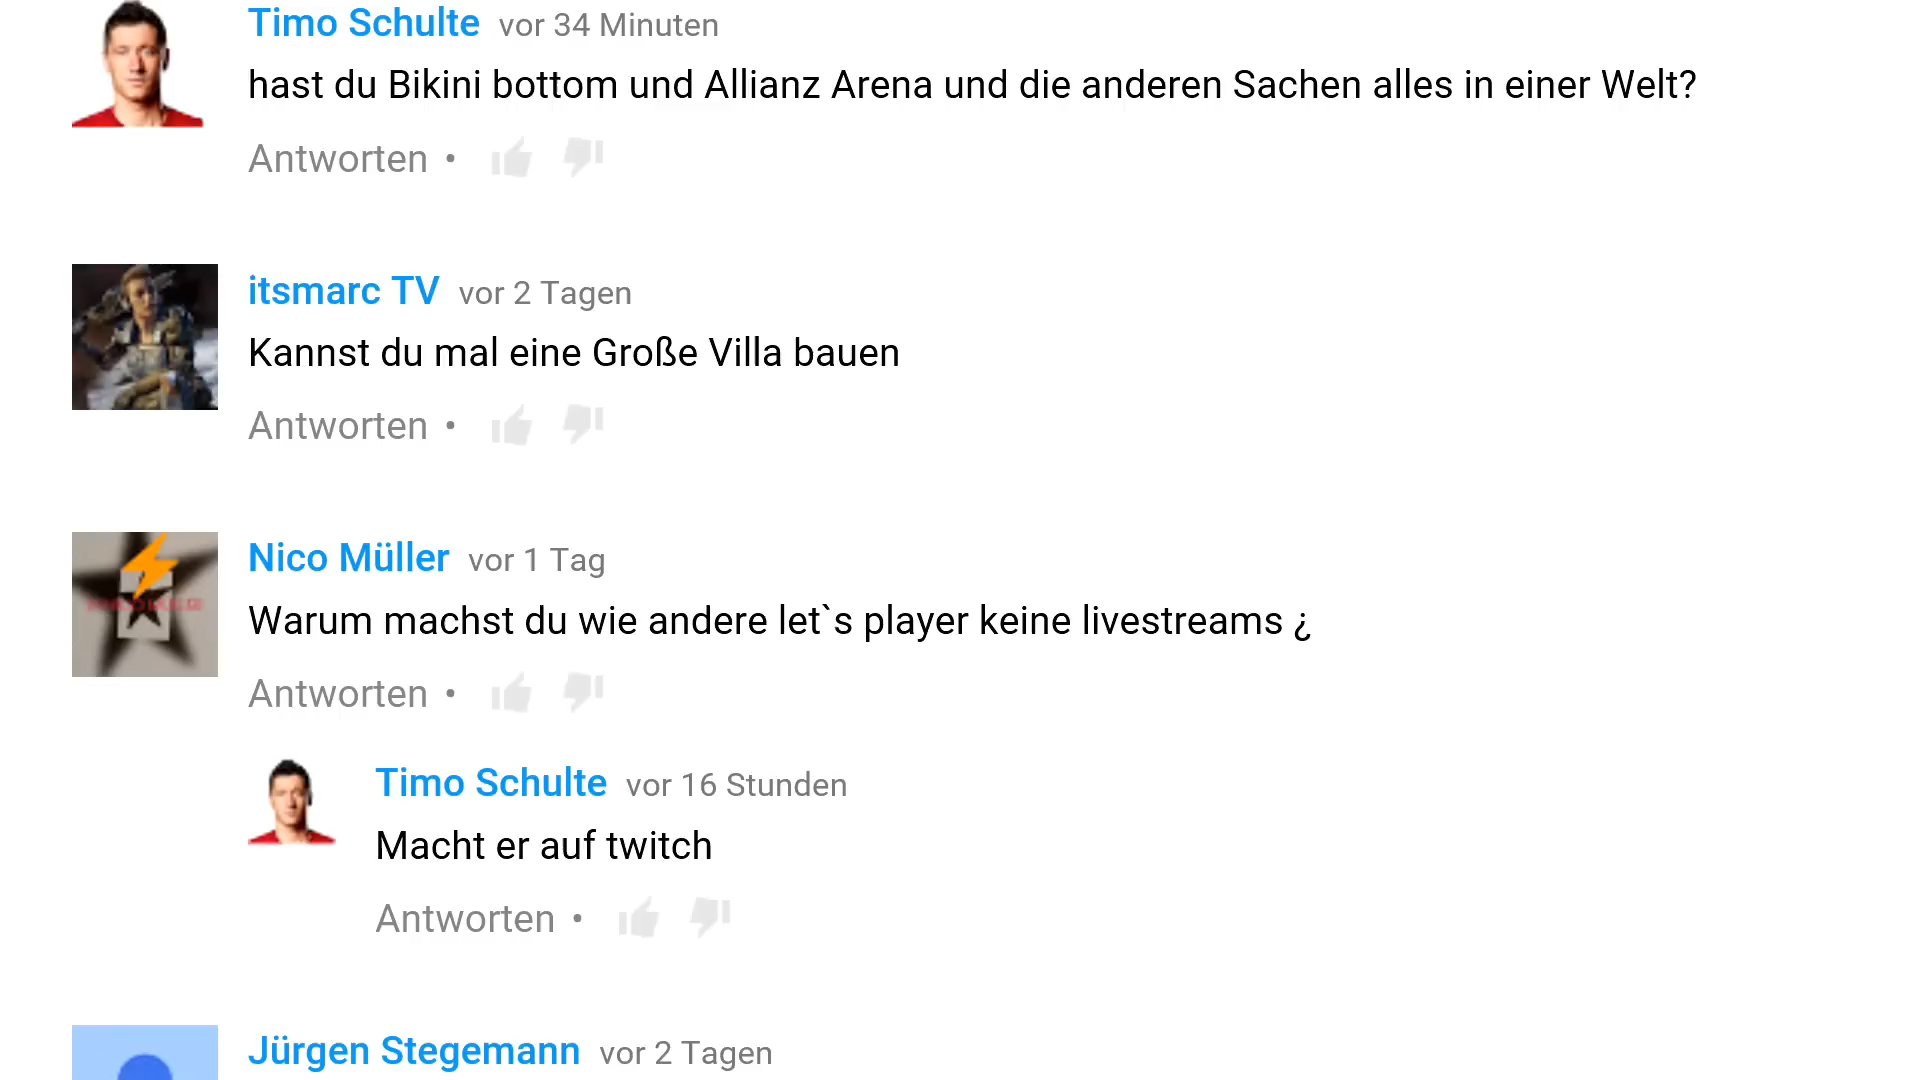 Timo Schulte vor 34 Minuten
hast du Bikini bottom und Allianz Arena und die anderen Sachen alles in einer Welt?
Antworten •
itsmarc TV vor 2 Tagen
Kannst du mal eine Große Villa bauen
Antworten •
Nico Müller vor 1 Tag
Warum machst du wie andere let`s player keine livestreams ¿
Antworten •
Timo Schulte vor 16 Stunden
Macht er auf twitch
Antworten •
Jürgen Stegemann vor 2 Tagen